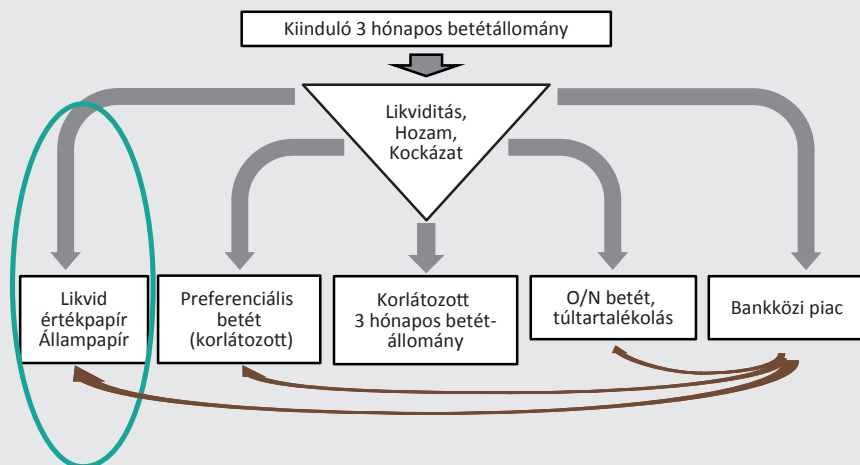 Kiinduló 3 hónapos betétállomány
Likviditás,
Hozam,
Kockázat
Likvid
értékpapír
Állampapír
Preferenciális
betét
(korlátozott)
Korlátozott
3 hónapos betét-
állomány
O/N betét,
túltartalékolás
Bankközi piac